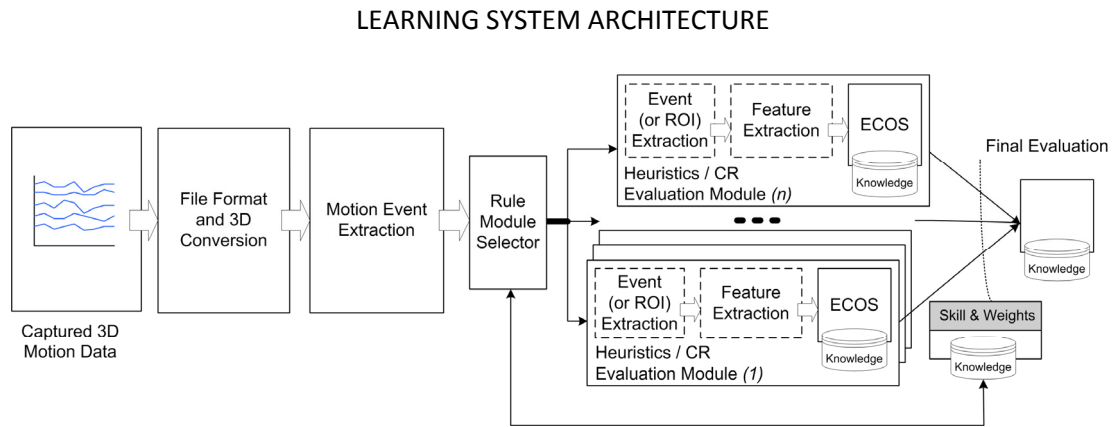 LEARNING SYSTEM ARCHITECTURE
Captured 3D
Motion Data
File Format
and 3D
Conversion
Motion Event
Extraction
Rule
Module
Selector
Event
(or ROI)
Extraction
Feature
Extraction
ECOS
Knowledge
Heuristics / CR
Evaluation Module (n)
Event
(or ROI)
Extraction
Feature
Extraction
ECOS
Knowledge
Heuristics / CR
Evaluation Module (1)
Final Evaluation
Knowledge
Skill & Weights
Knowledge